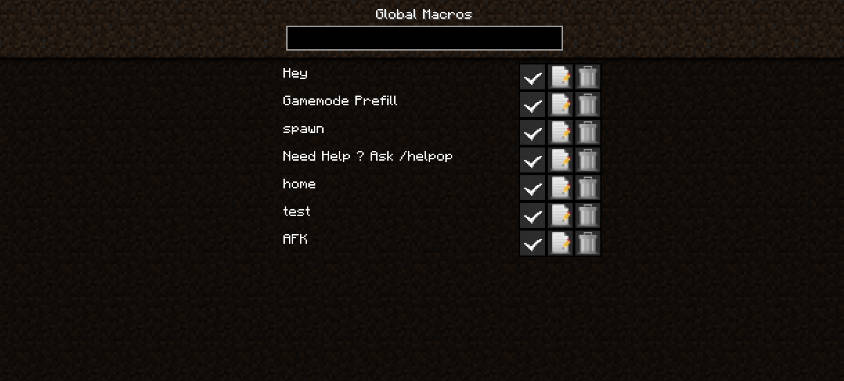 Global Macros
Hey
Gamemode Prefill
spawn
Need Help ? Ask /helpop
home
test
AFK